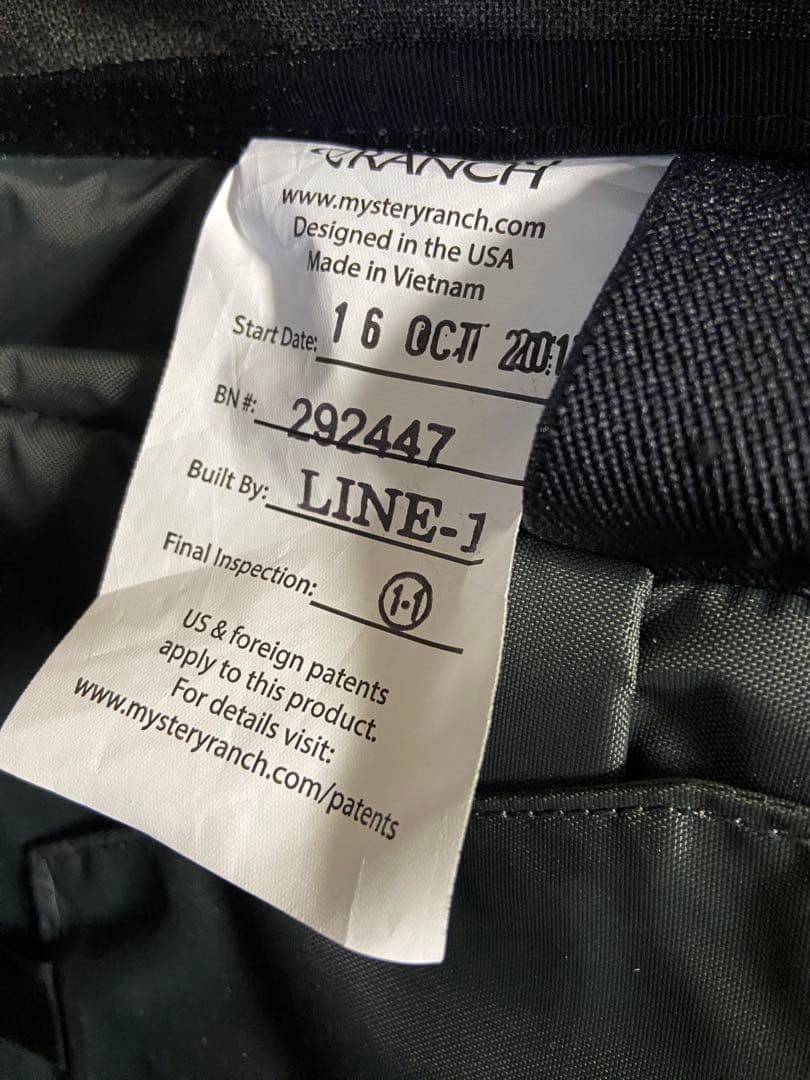 RANCH
www.mysteryranch.com
Designed in the USA
Made in Vietnam
Start Date: 16 OCT
BN #: 292447
Built By: LINE-1
Final Inspection: 1-1
US & foreign patents
apply to this product.
For details visit:
www.mysteryranch.com/patents